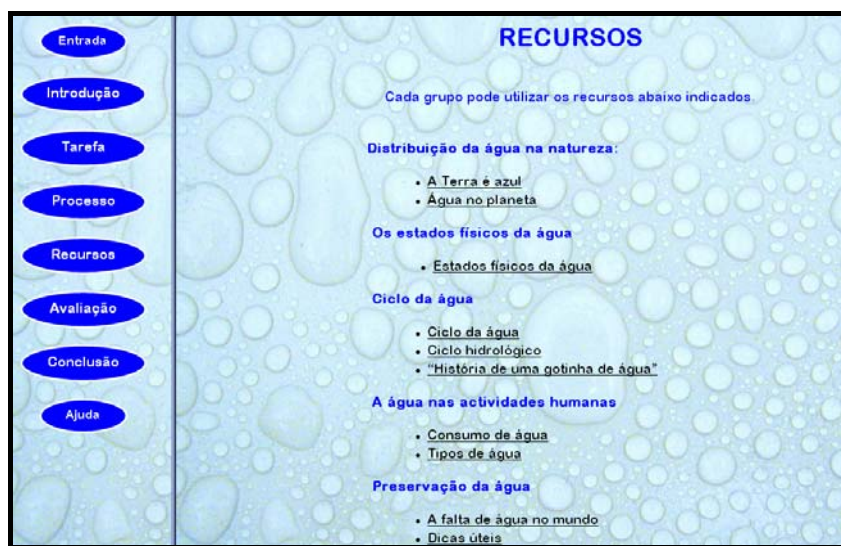 Entrada
Introdução
Tarefa
Processo
Recursos
Avaliação
Conclusão
Ajuda
RECURSOS
Cada grupo pode utilizar os recursos abaixo indicados.
Distribuição da água na natureza:
• A Terra é azul
• Água no planeta
Os estados físicos da água
• Estados físicos da água
Ciclo da água
• Ciclo da água
• Ciclo hidrológico
• “História de uma gotinha de água”
A água nas actividades humanas
• Consumo de água
• Tipos de água
Preservação da água
• A falta de água no mundo
• Dicas úteis